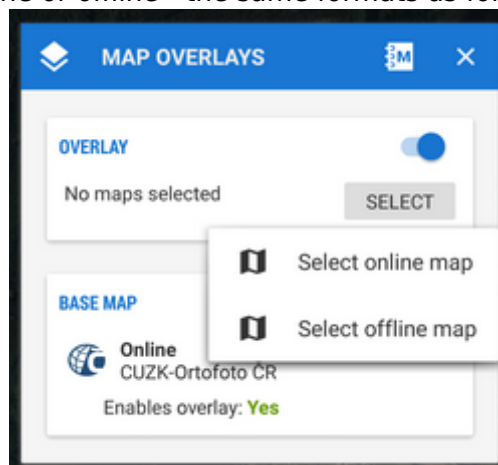 MAP OVERLAYS
OVERLAY
No maps selected
SELECT
Select online map
Select offline map
BASE MAP
Online
CUZK-Ortofoto ČR
Enables overlay: Yes